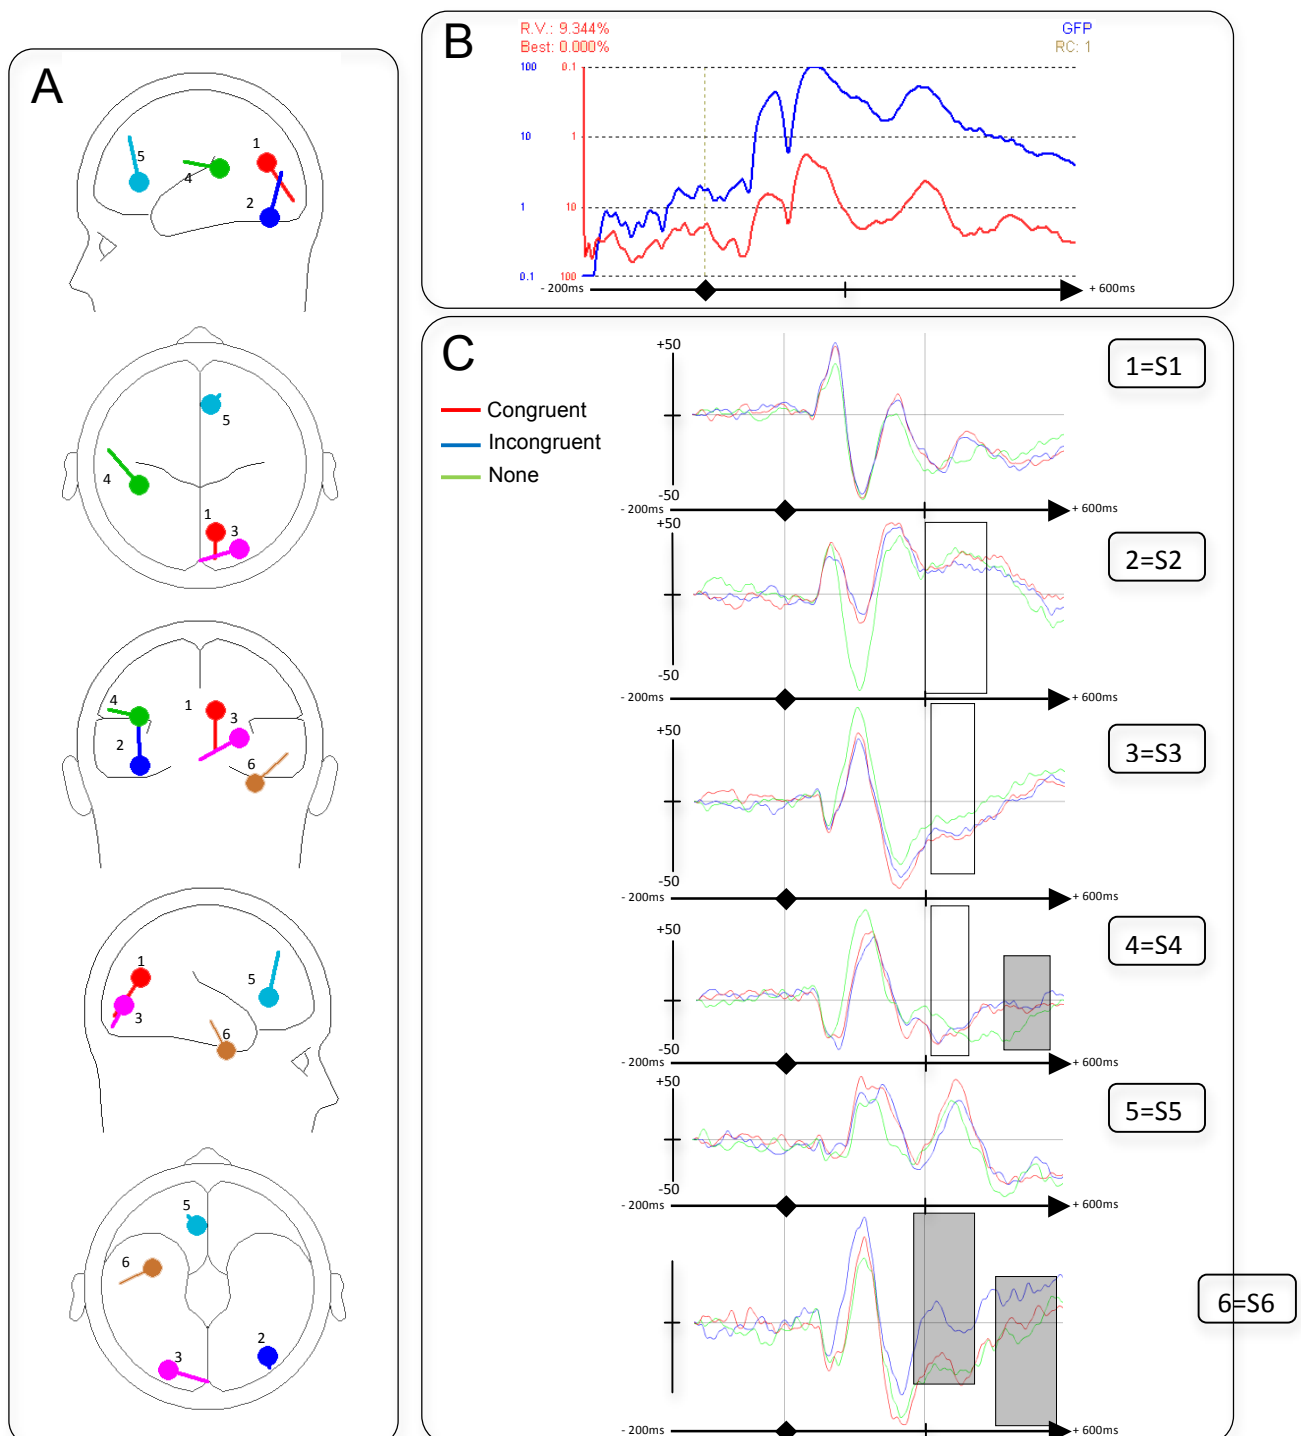 A
1
5
4
2
5
4
1
3
4
1
3
2
6
1
5
3
6
5
6
2
3
B
R.V.: 9.344%
Best: 0.000%
GFP
RC: 1
100 0.1
10 1
1 10
0.1 100
- 200ms + 600ms
C
Congruent
Incongruent
None
+50
-50
- 200ms + 600ms
1=S1
+50
-50
- 200ms + 600ms
2=S2
+50
-50
- 200ms + 600ms
3=S3
+50
-50
- 200ms + 600ms
4=S4
+50
-50
- 200ms + 600ms
5=S5
- 200ms + 600ms
6=S6